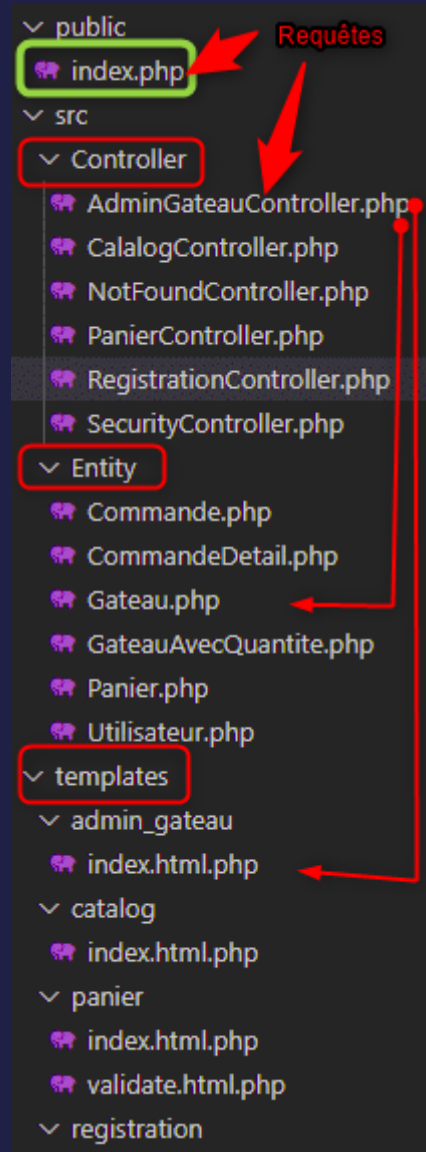 public
Requêtes
index.php
src
Controller
AdminGateauController.php
CalalogController.php
NotFoundController.php
PanierController.php
RegistrationController.php
SecurityController.php
Entity
Commande.php
CommandeDetail.php
Gateau.php
GateauAvecQuantite.php
Panier.php
Utilisateur.php
templates
admin_gateau
index.html.php
catalog
index.html.php
panier
index.html.php
validate.html.php
registration